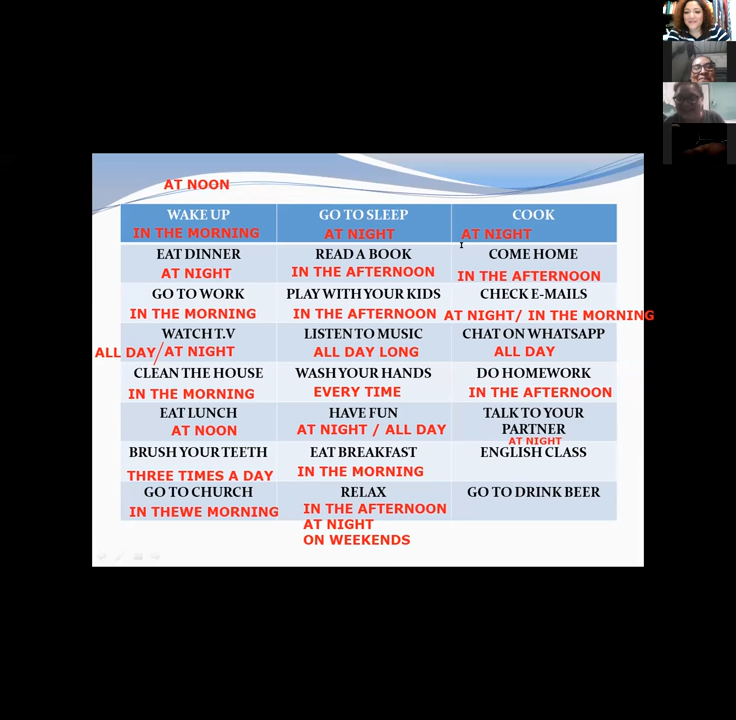 AT NOON
WAKE UP GO TO SLEEP COOK
IN THE MORNING AT NIGHT AT NIGHT
EAT DINNER READ A BOOK COME HOME
AT NIGHT IN THE AFTERNOON IN THE AFTERNOON
GO TO WORK PLAY WITH YOUR KIDS CHECK E-MAILS
IN THE MORNING IN THE AFTERNOON AT NIGHT/ IN THE MORNING
WATCH T.V LISTEN TO MUSIC CHAT ON WHATSAPP
ALL DAY/AT NIGHT ALL DAY LONG ALL DAY
CLEAN THE HOUSE WASH YOUR HANDS DO HOMEWORK
IN THE MORNING EVERY TIME IN THE AFTERNOON
EAT LUNCH HAVE FUN TALK TO YOUR
AT NOON AT NIGHT / ALL DAY PARTNER
AT NIGHT
BRUSH YOUR TEETH EAT BREAKFAST ENGLISH CLASS
THREE TIMES A DAY IN THE MORNING
GO TO CHURCH RELAX GO TO DRINK BEER
IN THEWE MORNING IN THE AFTERNOON
AT NIGHT
ON WEEKENDS